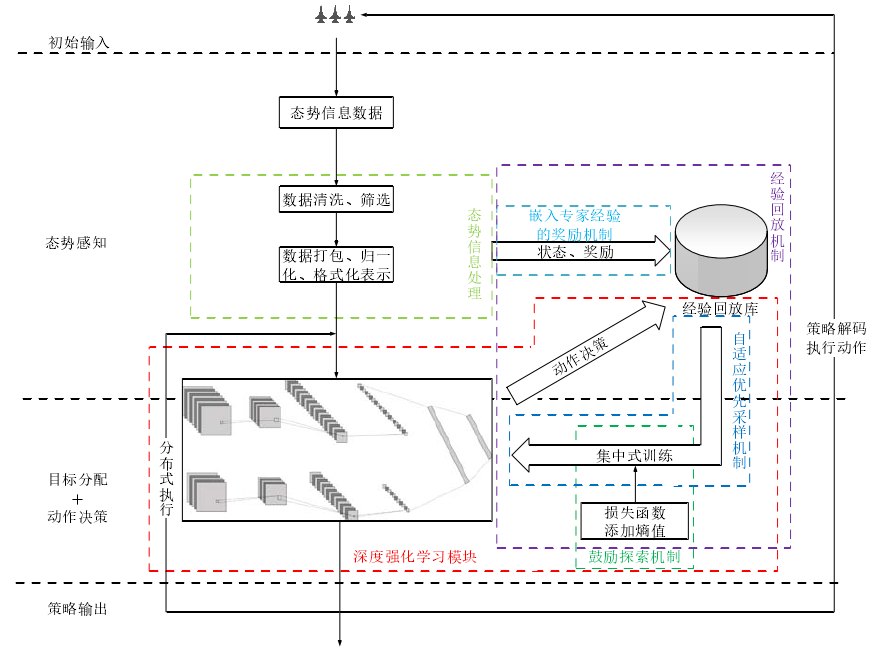 初始输入
态势信息数据
数据清洗、筛选
态势感知
数据打包、归一
化、格式化表示
态势信息处理
嵌入专家经验
的奖励机制
状态、奖励
经验回放机制
经验回放库
策略解码
执行动作
动作决策
自适应优先采样机制
分布式执行
集中式训练
目标分配
+
动作决策
损失函数
添加熵值
深度强化学习模块
鼓励探索机制
策略输出